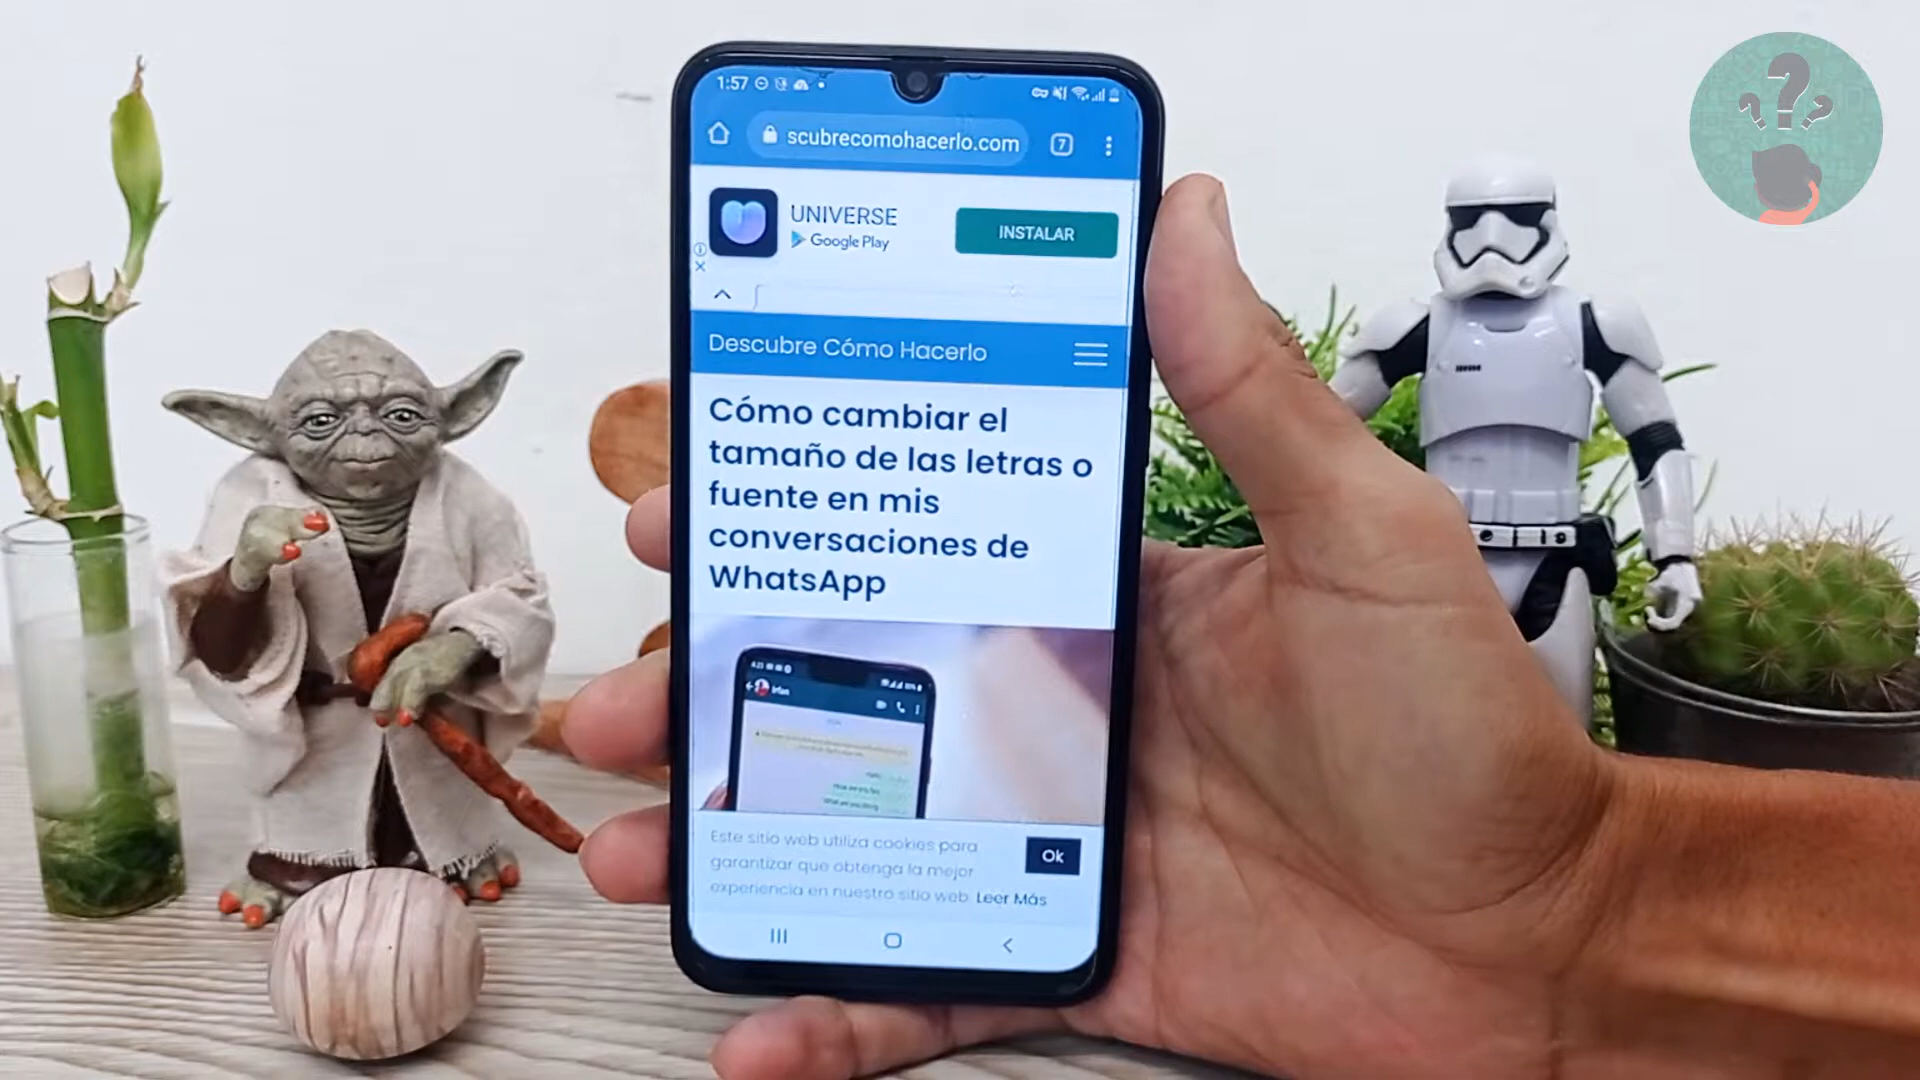 1:57
scubrecomohacerlo.com
7
UNIVERSE
Google Play
INSTALAR
Descubre Cómo Hacerlo
Cómo cambiar el
tamaño de las letras o
fuente en mis
conversaciones de
WhatsApp
Irfan
Este sitio web utiliza cookies para
garantizar que obtenga la mejor
experiencia en nuestro sitio web. Leer Más
Ok